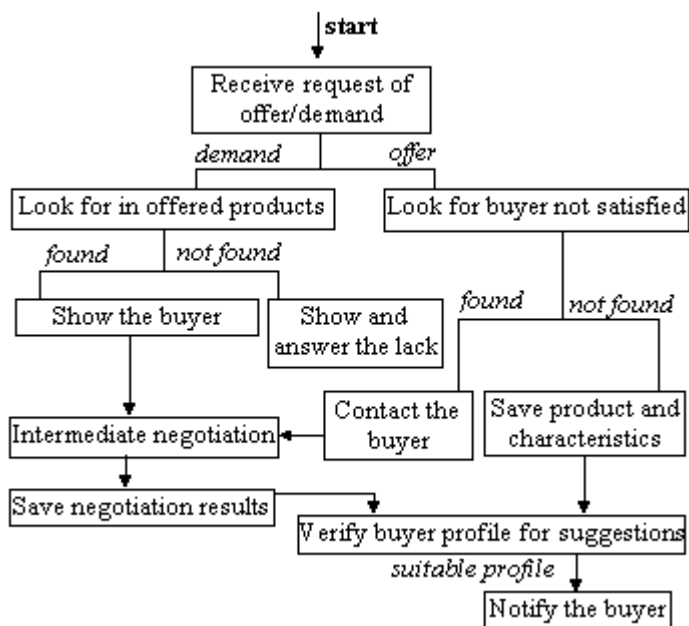 start
Receive request of
offer/demand
demand
offer
Look for in offered products
Look for buyer not satisfied
found
not found
found
not found
Show the buyer
Show and
answer the lack
Contact the
buyer
Save product and
characteristics
Intermediate negotiation
Save negotiation results
Verify buyer profile for suggestions
suitable profile
Notify the buyer